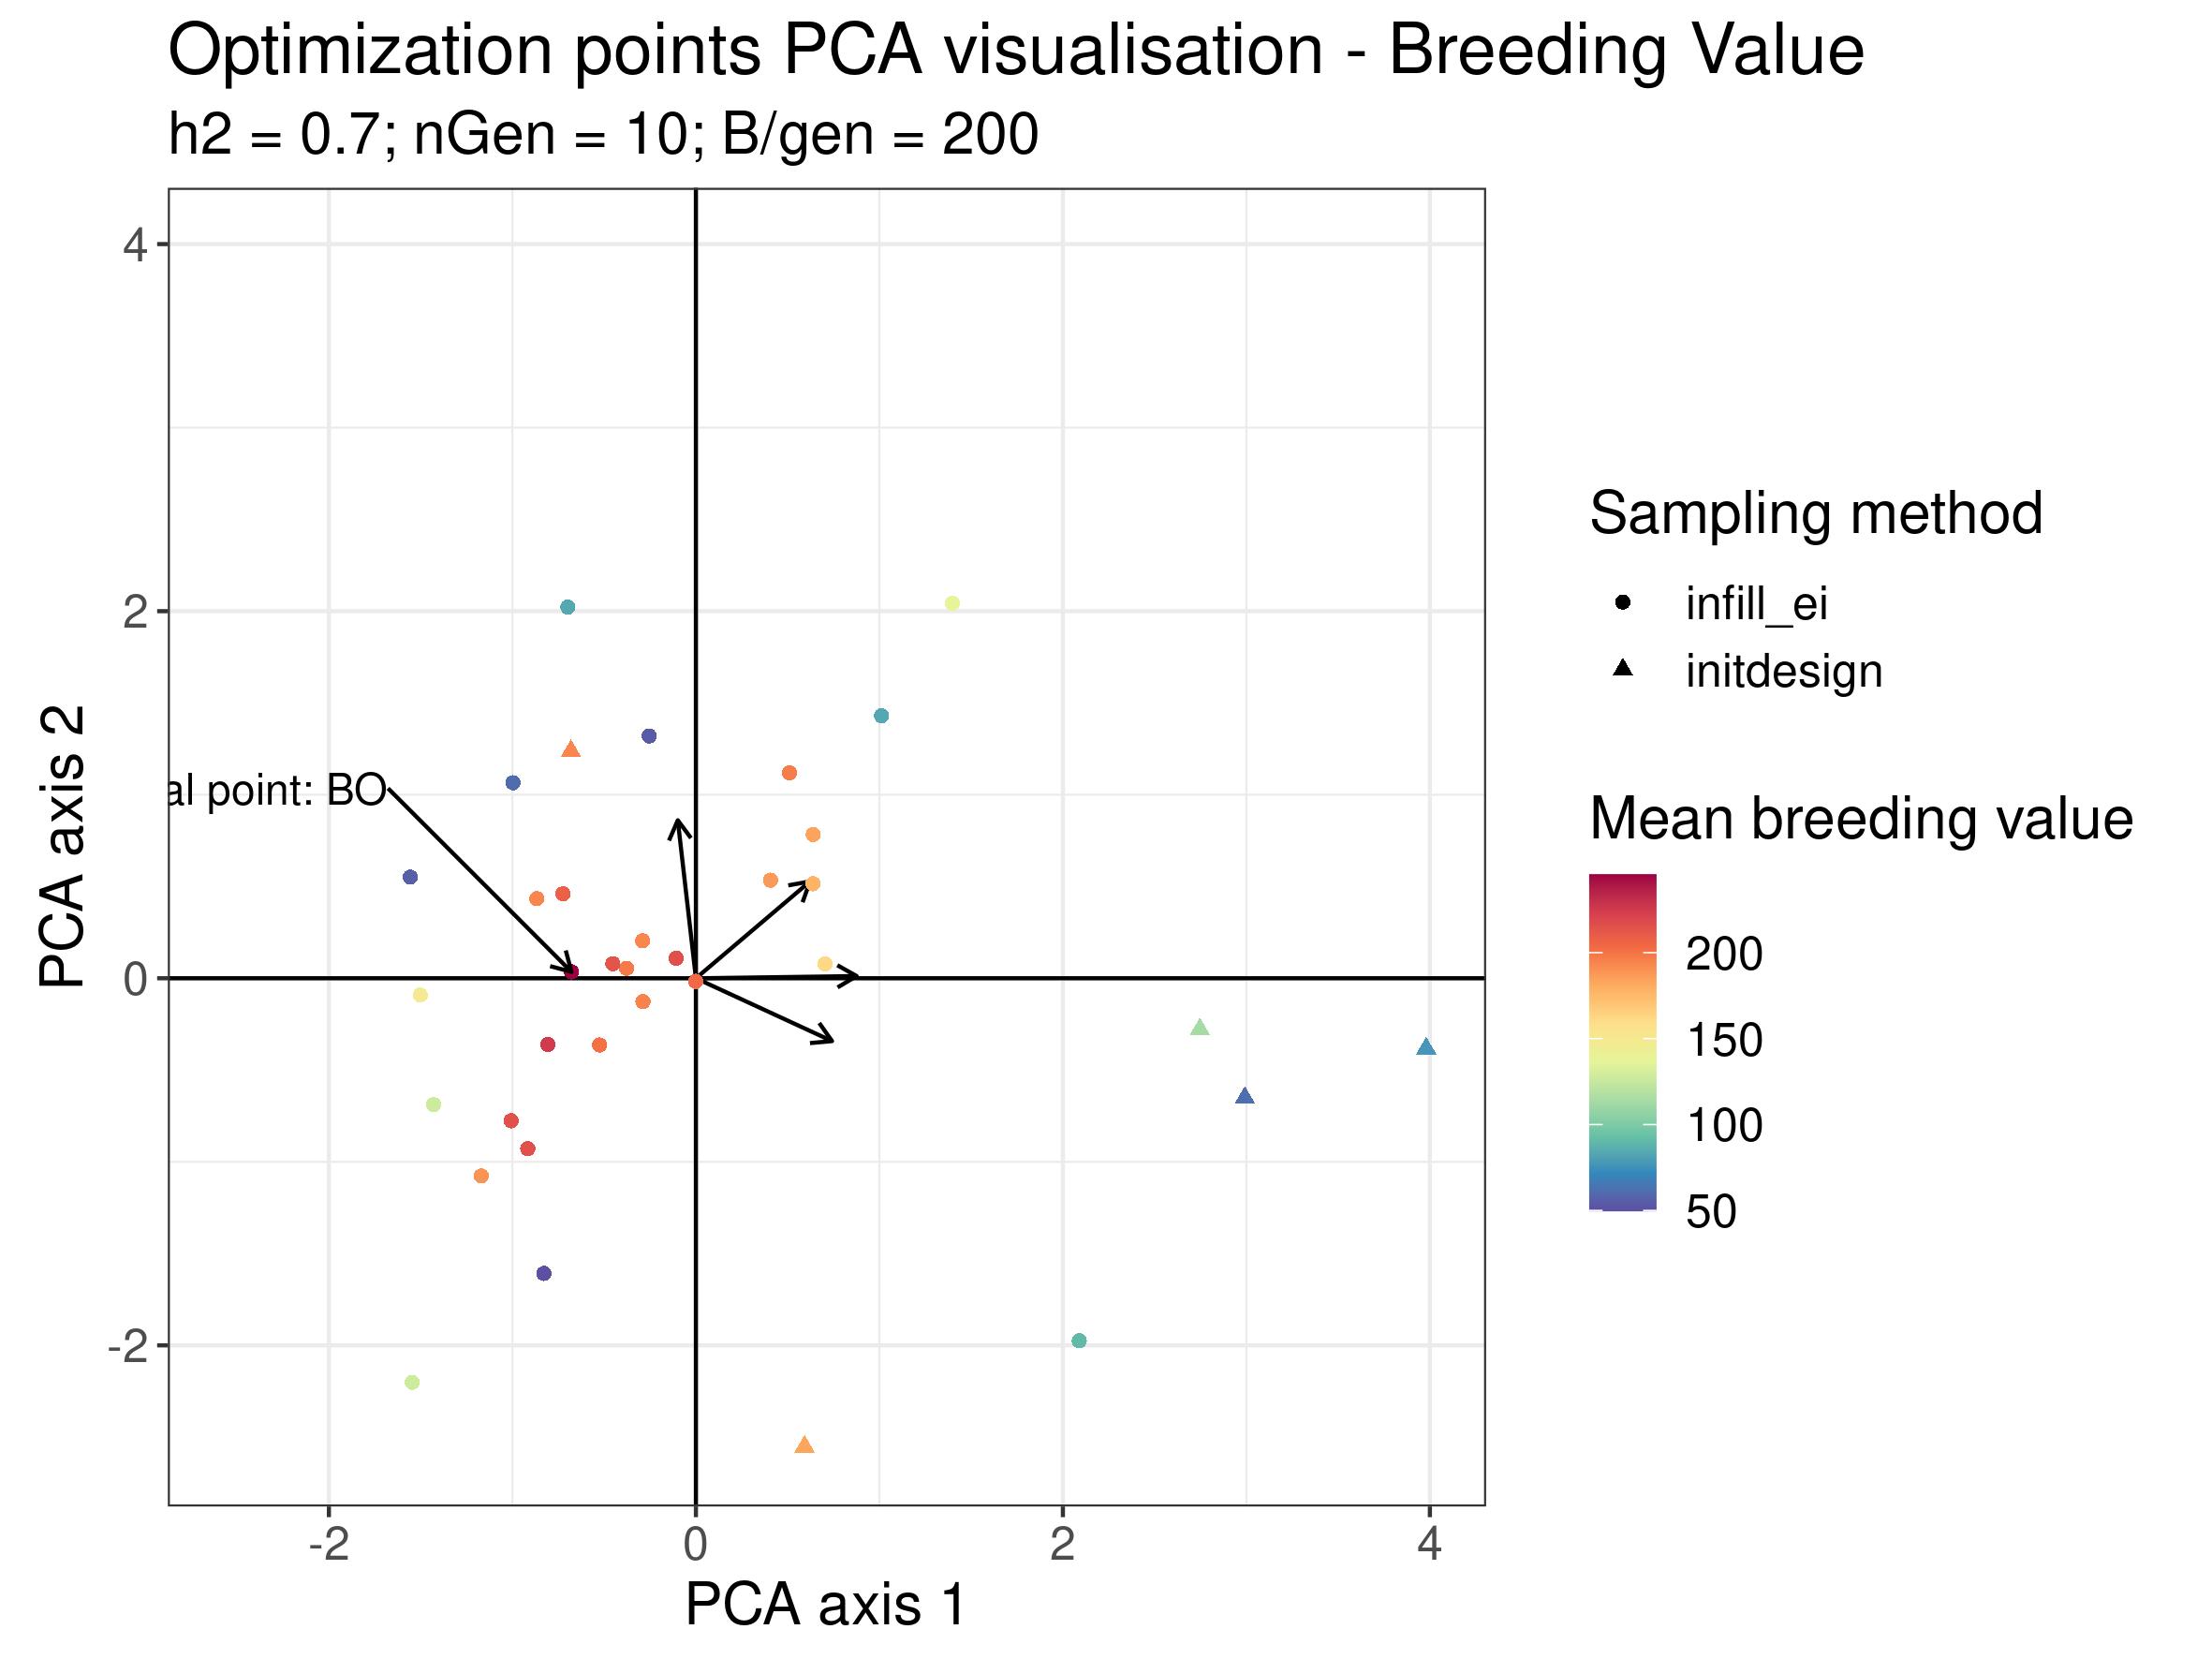 Optimization points PCA visualisation - Breeding Value
h2 = 0.7; nGen = 10; B/gen = 200
4
2
0
-2
PCA axis 2
al point: BO
-2
0
2
4
PCA axis 1
Sampling method
infill_ei
initdesign
Mean breeding value
200
150
100
50